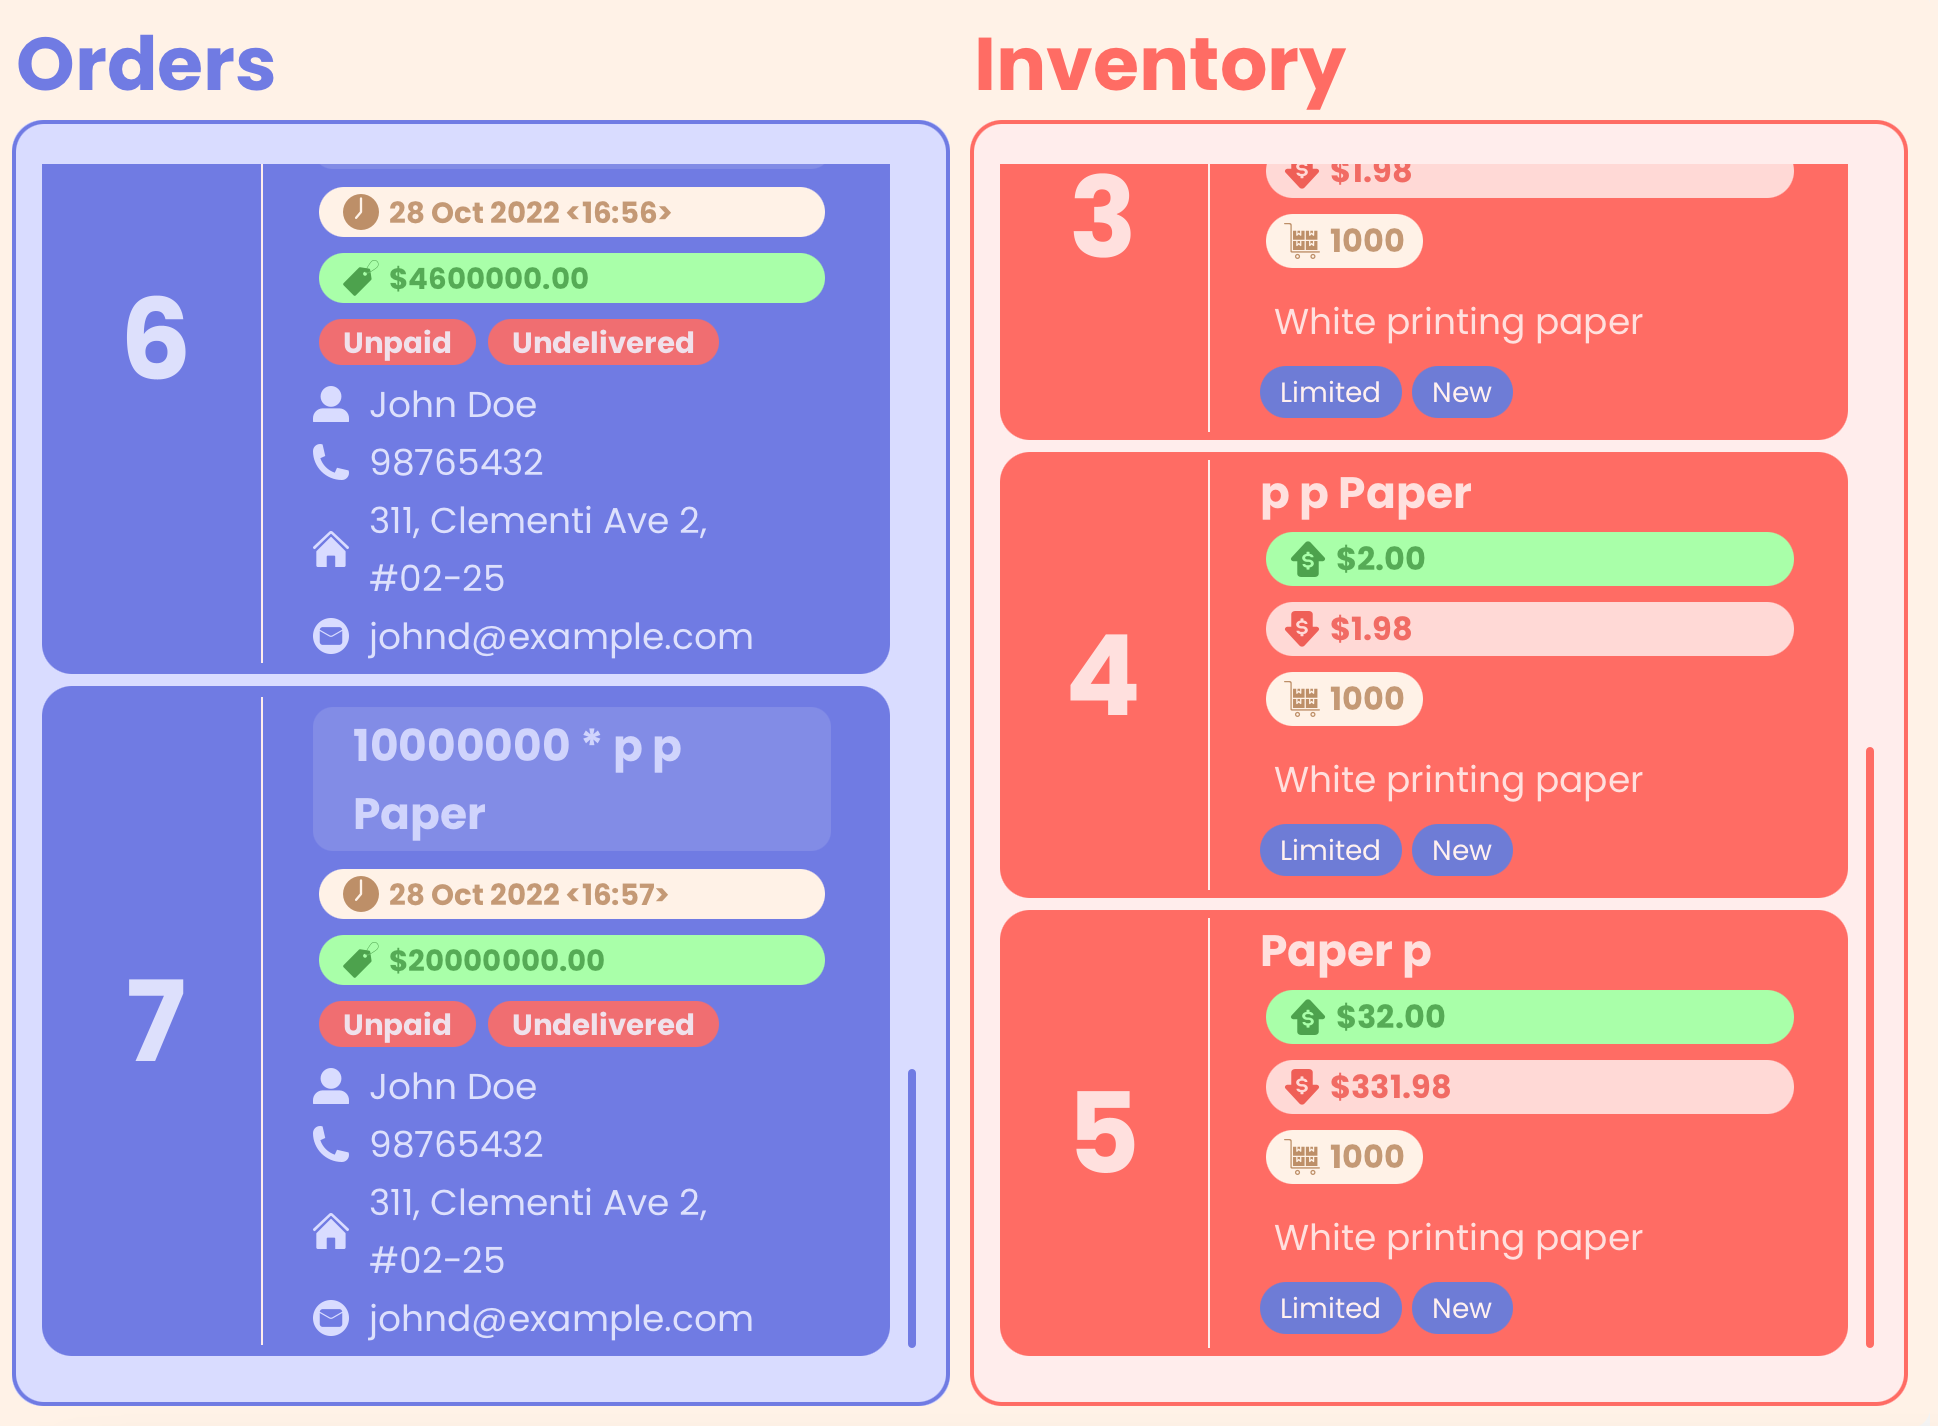 Orders
6
28 Oct 2022 <16:56>
$4600000.00
Unpaid Undelivered
John Doe
98765432
311, Clementi Ave 2,
#02-25
johnd@example.com
7
10000000 * p p
Paper
28 Oct 2022 <16:57>
$20000000.00
Unpaid Undelivered
John Doe
98765432
311, Clementi Ave 2,
#02-25
johnd@example.com
Inventory
3
$1.98
1000
White printing paper
Limited New
4
p p Paper
$2.00
$1.98
1000
White printing paper
Limited New
5
Paper p
$32.00
$331.98
1000
White printing paper
Limited New